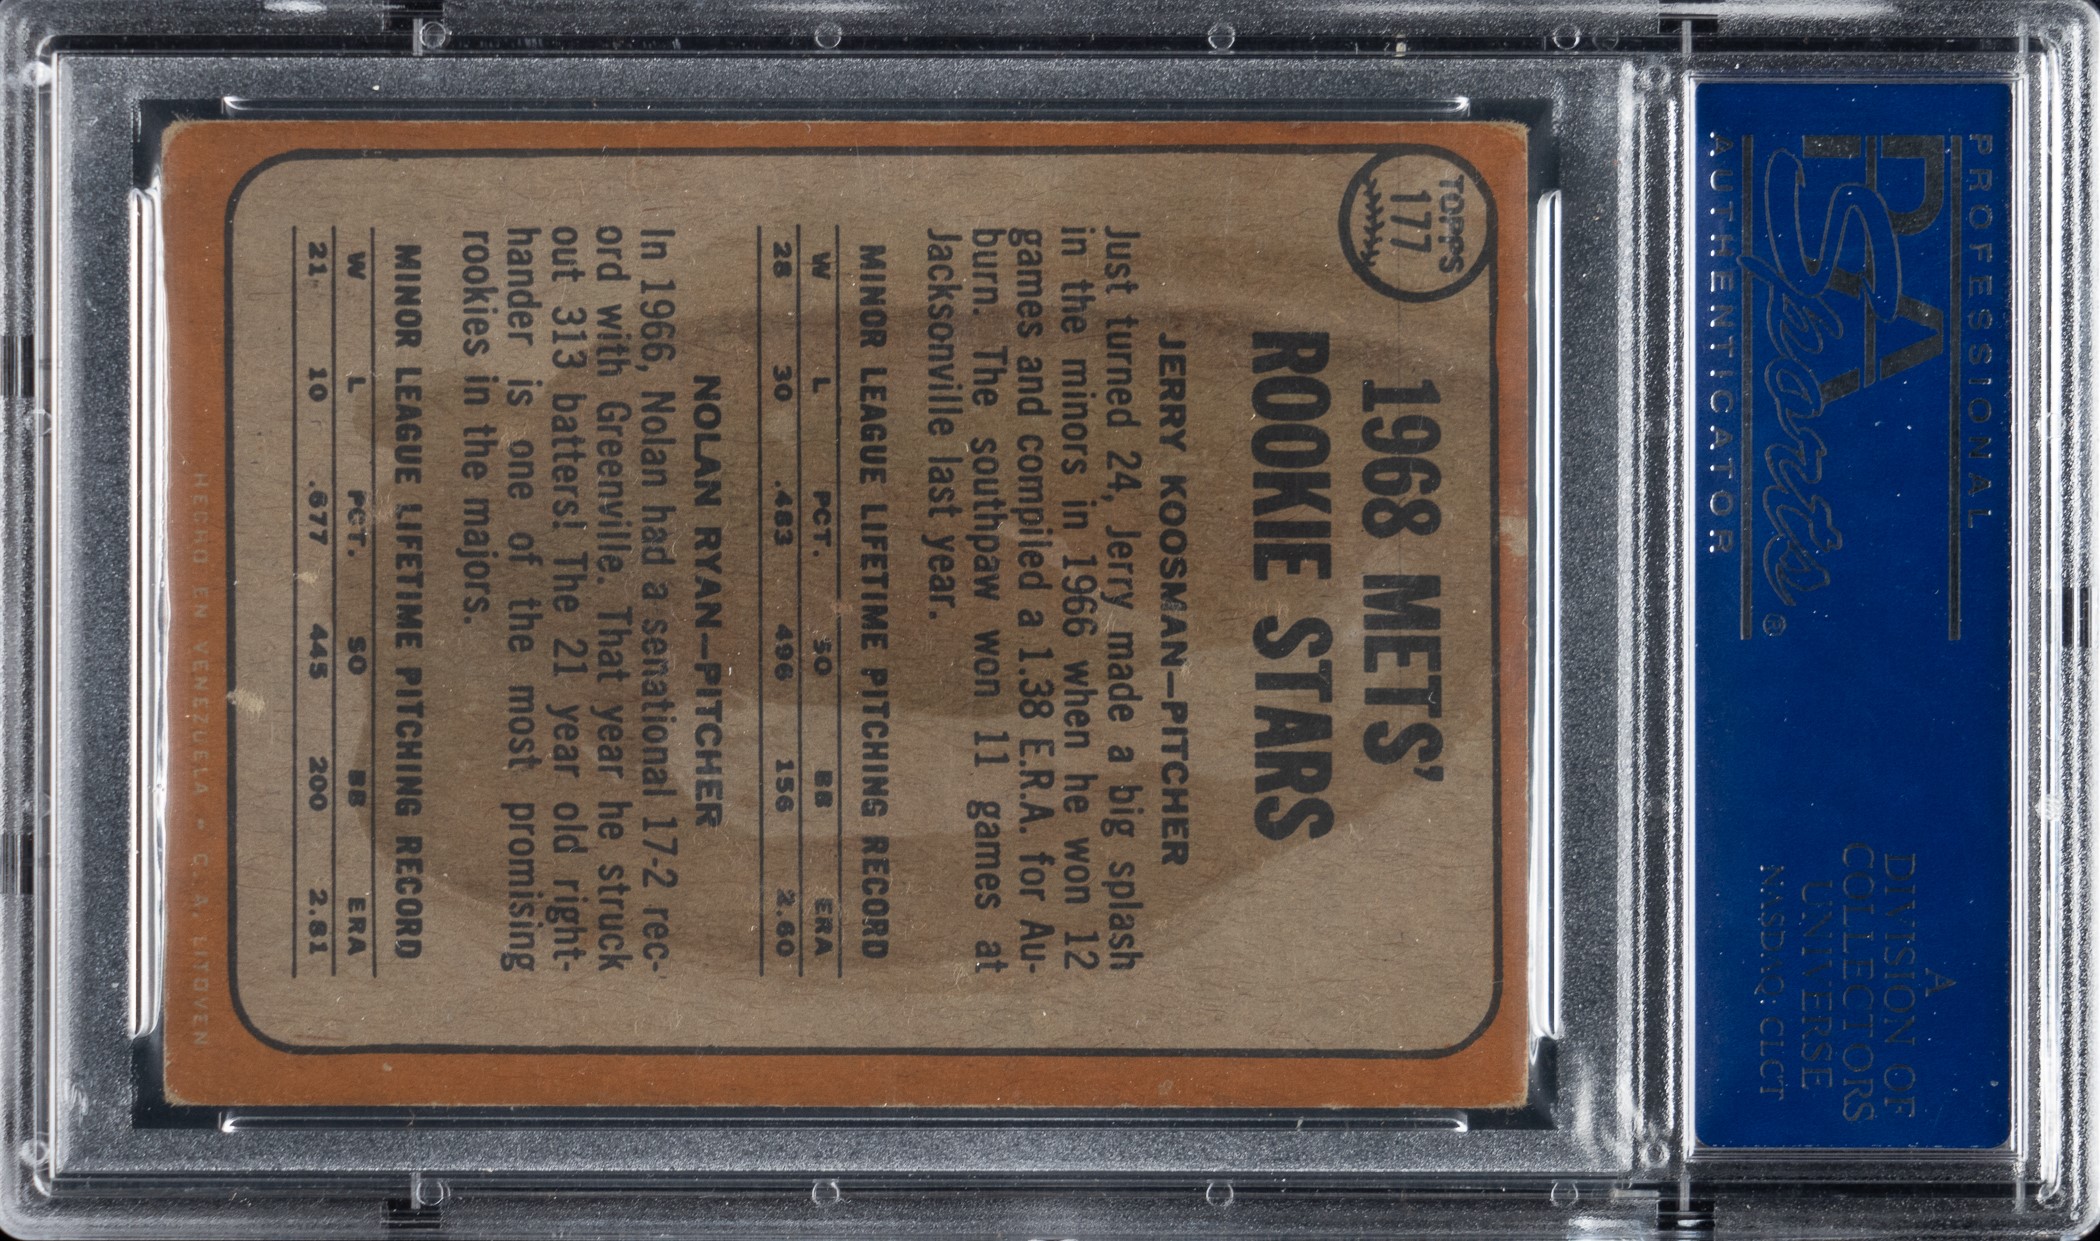 PROFESSIONAL
PSA
Sports®
AUTHENTICATOR
A
DIVISION OF
COLLECTORS
UNIVERSE
NASDAQ: CLCT
TOPPS
177
1968 METS'
ROOKIE STARS
JERRY KOOSMAN—PITCHER
Just turned 24, Jerry made a big splash
in the minors in 1966 when he won 12
games and compiled a 1.38 E.R.A. for Au-
burn. The southpaw won 11 games at
Jacksonville last year.
MINOR LEAGUE LIFETIME PITCHING RECORD
W L PCT. SO BB ERA
28 30 .483 496 156 2.60
NOLAN RYAN—PITCHER
In 1966, Nolan had a senational 17-2 rec-
ord with Greenville. That year he struck
out 313 batters! The 21 year old right-
hander is one of the most promising
rookies in the majors.
MINOR LEAGUE LIFETIME PITCHING RECORD
W L PCT. SO BB ERA
21 10 .677 445 200 2.81
HECHO EN VENEZUELA • C. A. LITOVEN